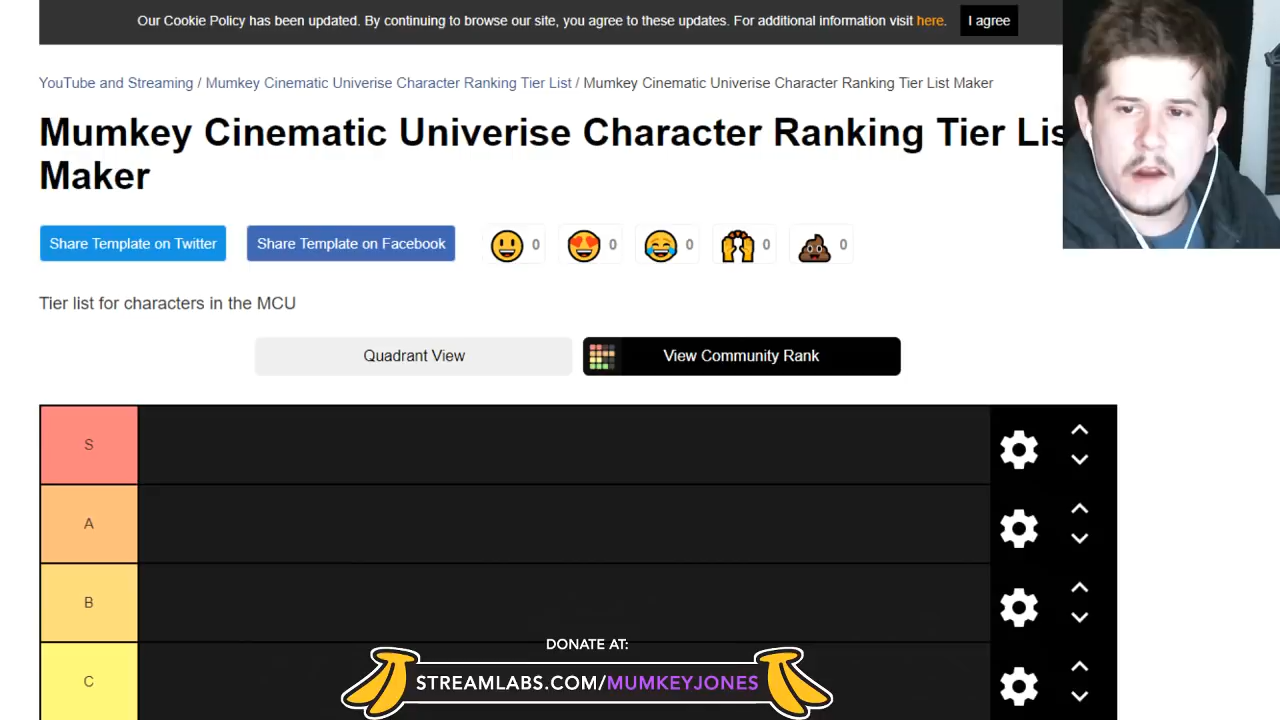 Our Cookie Policy has been updated. By continuing to browse our site, you agree to these updates. For additional information visit here. I agree
YouTube and Streaming / Mumkey Cinematic Univerise Character Ranking Tier List / Mumkey Cinematic Univerise Character Ranking Tier List Maker
Mumkey Cinematic Univerise Character Ranking Tier Lis
Maker
Share Template on Twitter Share Template on Facebook 0 0 0 0 0
Tier list for characters in the MCU
Quadrant View View Community Rank
S
A
B
DONATE AT:
C
STREAMLABS.COM/MUMKEYJONES